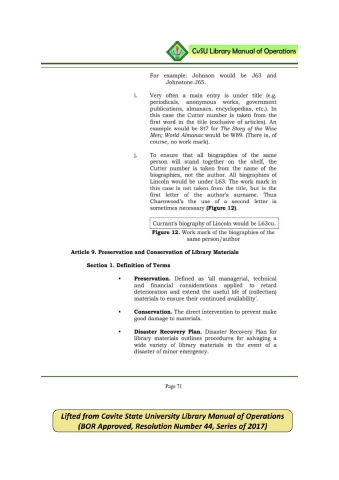 CvSU Library Manual of Operations
For example: Johnson would be J63 and
Johnstone J65.
i. Very often a main entry is under title (e.g.
periodicals, anonymous works, government
publications, almanacs, encyclopedias, etc.). In
this case the Cutter number is taken from the
first word in the title (exclusive of articles). An
example would be St7 for The Story of the Wise
Men; World Almanac would be W89. (There is, of
course, no work mark).
j. To ensure that all biographies of the same
person will stand together on the shelf, the
Cutter number is taken from the name of the
biographies, not the author. All biographies of
Lincoln would be under L63. The work mark in
this case is not taken from the title, but is the
first letter of the author's surname. Thus
Charnwood's the use of a second letter is
sometimes necessary (Figure 12).
Currant's biography of Lincoln would be L63cu.
Figure 12. Work mark of the biographies of the
same person/author
Article 9. Preservation and Conservation of Library Materials
Section 1. Definition of Terms
• Preservation. Defined as 'all managerial, technical
and financial considerations applied to retard
deterioration and extend the useful life of (collection)
materials to ensure their continued availability'.
• Conservation. The direct intervention to prevent make
good damage to materials.
• Disaster Recovery Plan. Disaster Recovery Plan for
library materials outlines procedures for salvaging a
wide variety of library materials in the event of a
disaster of minor emergency.
Page 71
Lifted from Cavite State University Library Manual of Operations
(BOR Approved, Resolution Number 44, Series of 2017)